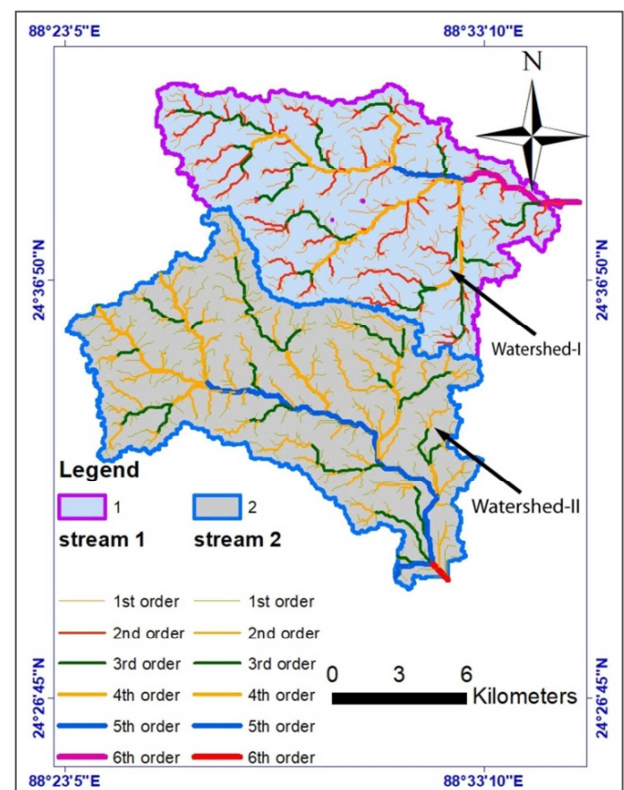 88°23'5"E 88°33'10"E
N
24°36'50"N
24°36'50"N
Watershed-I
Legend
1 2
Watershed-II
stream 1 stream 2
1st order 1st order
2nd order 2nd order
3rd order 3rd order
0 3 6
4th order 4th order
Kilometers
5th order 5th order
6th order 6th order
24°26'45"N
24°26'45"N
88°23'5"E 88°33'10"E